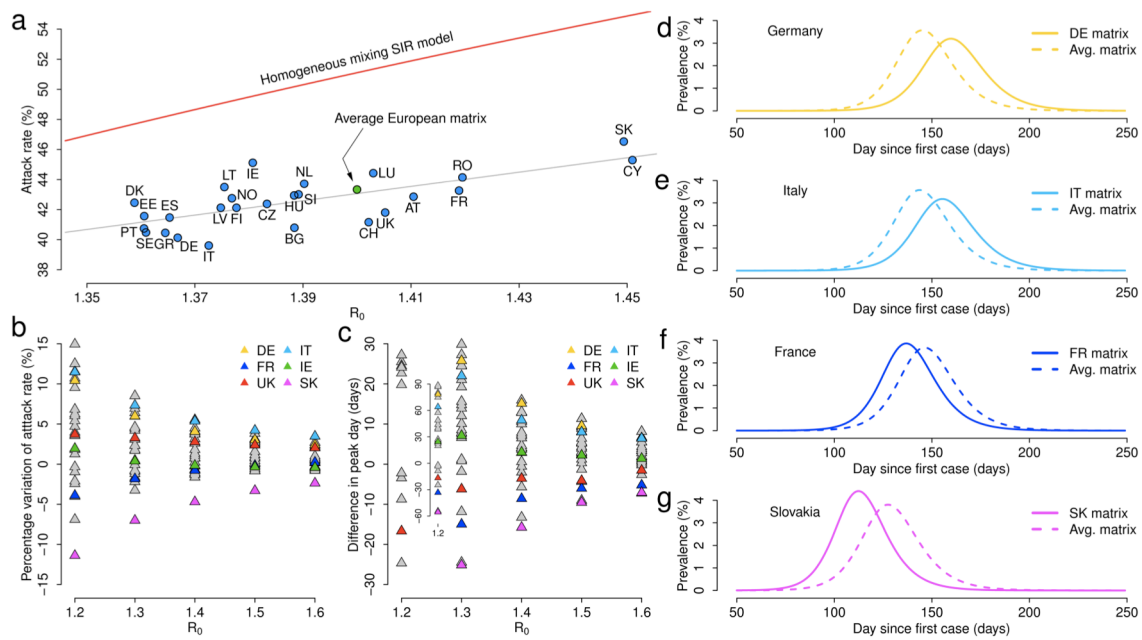 a
Attack rate (%)
54
52
50
48
46
44
42
40
38
Homogeneous mixing SIR model
Average European matrix
DK
EE
ES
PT
SE
GR
DE
IT
LT
LV
NO
FI
IE
CZ
HU
NL
SI
BG
LU
CH
UK
AT
RO
FR
SK
CY
1.35
1.37
1.39
1.41
1.43
1.45
R0
b
Percentage variation of atttack rate (%)
15
10
5
0
−5
−10
−15
DE
FR
UK
IT
IE
SK
1.2
1.3
1.4
1.5
1.6
R0
c
Difference in peak day (days)
30
20
10
0
−10
−20
−30
90
60
30
0
−30
−60
1.2
DE
FR
UK
IT
IE
SK
1.2
1.3
1.4
1.5
1.6
R0
d
Prevalence (%)
4
3
2
1
0
Germany
DE matrix
Avg. matrix
50
100
150
200
250
Day since first case (days)
e
Prevalence (%)
4
3
2
1
0
Italy
IT matrix
Avg. matrix
50
100
150
200
250
Day since first case (days)
f
Prevalence (%)
4
3
2
1
0
France
FR matrix
Avg. matrix
50
100
150
200
250
Day since first case (days)
g
Prevalence (%)
4
3
2
1
0
Slovakia
SK matrix
Avg. matrix
50
100
150
200
250
Day since first case (days)